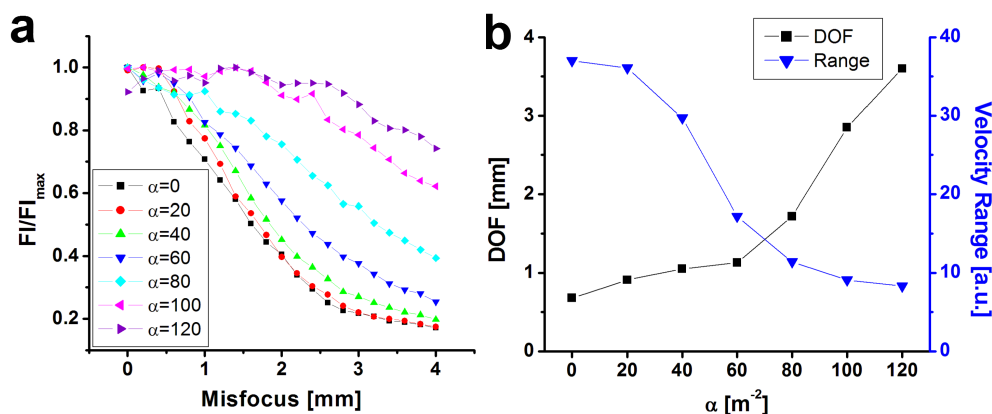 a
FI/FI max
1.0
0.8
0.6
0.4
0.2
α=0
α=20
α=40
α=60
α=80
α=100
α=120
0
1
2
3
4
Misfocus [mm]
b
DOF
Range
DOF [mm]
4
3
2
1
0
40
30
20
10
0
Velocity Range [a.u.]
0
20
40
60
80
100
120
α [m⁻²]